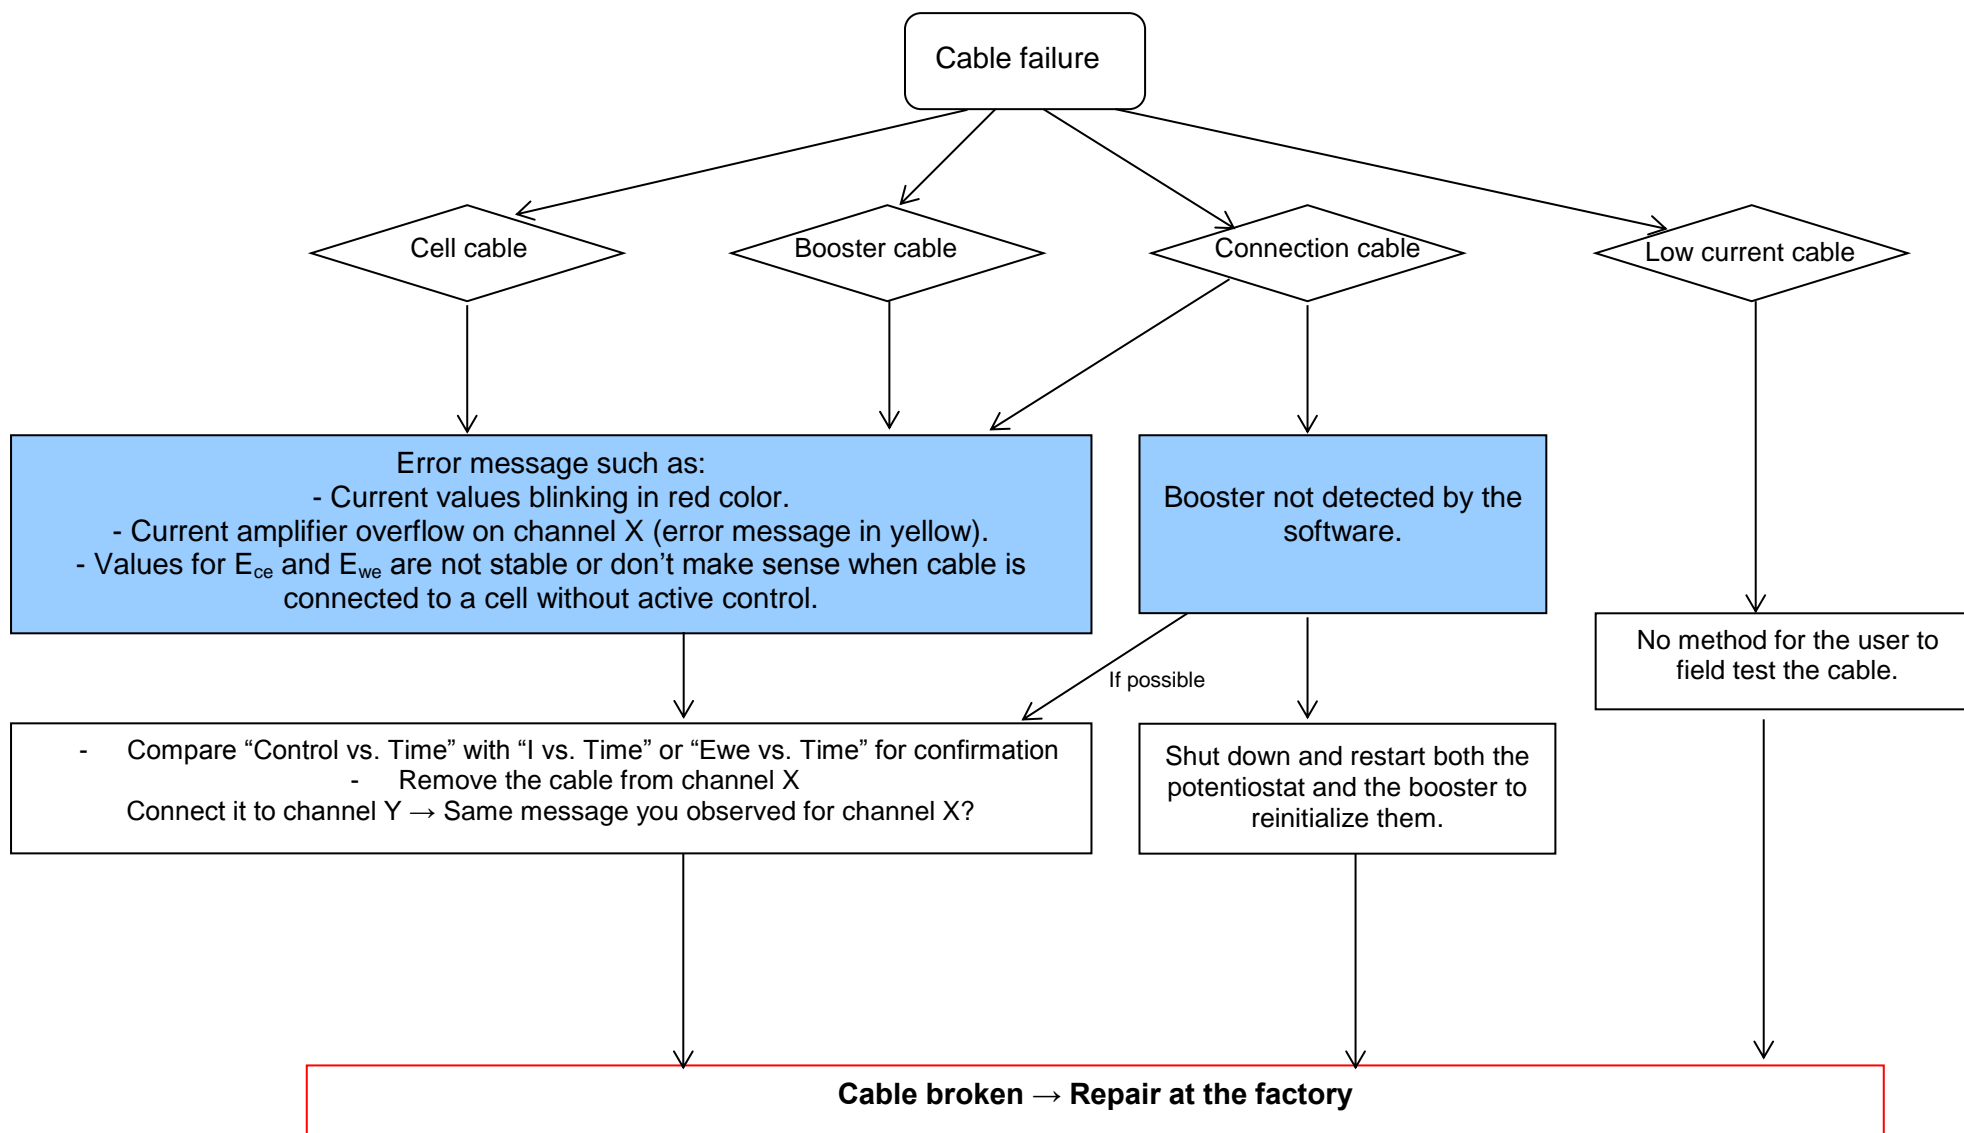 Cable failure
Cell cable
Booster cable
Connection cable
Low current cable
Error message such as:
- Current values blinking in red color.
- Current amplifier overflow on channel X (error message in yellow).
- Values for Ece and Ewe are not stable or don’t make sense when cable is
connected to a cell without active control.
Booster not detected by the
software.
No method for the user to
field test the cable.
If possible
- Compare “Control vs. Time” with “I vs. Time” or “Ewe vs. Time” for confirmation
- Remove the cable from channel X
Connect it to channel Y → Same message you observed for channel X?
Shut down and restart both the
potentiostat and the booster to
reinitialize them.
Cable broken → Repair at the factory